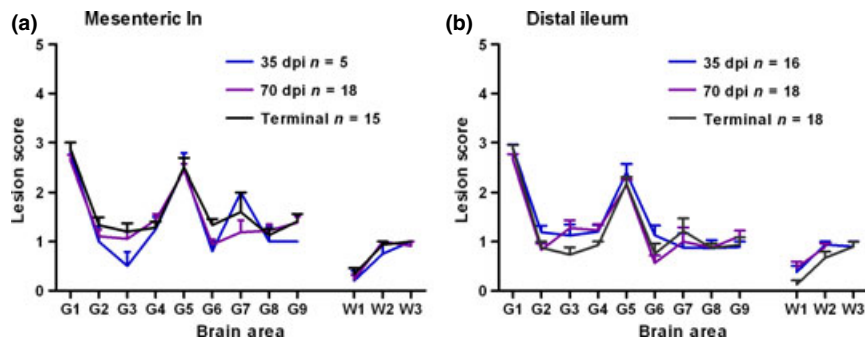 (a) Mesenteric ln
5
4
3
2
1
0
Lesion score
35 dpi n = 5
70 dpi n = 18
Terminal n = 15
G1 G2 G3 G4 G5 G6 G7 G8 G9 W1 W2 W3
Brain area
(b) Distal ileum
5
4
3
2
1
0
Lesion score
35 dpi n = 16
70 dpi n = 18
Terminal n = 18
G1 G2 G3 G4 G5 G6 G7 G8 G9 W1 W2 W3
Brain area